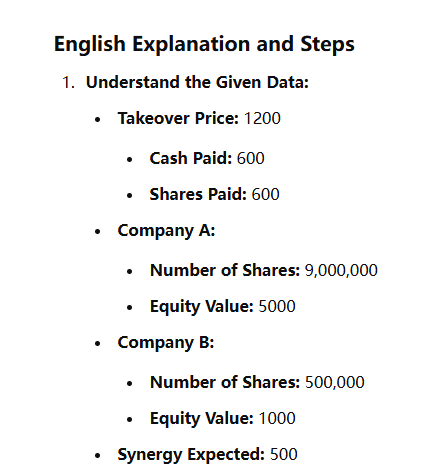 English Explanation and Steps
1. Understand the Given Data:
• Takeover Price: 1200
• Cash Paid: 600
• Shares Paid: 600
• Company A:
• Number of Shares: 9,000,000
• Equity Value: 5000
• Company B:
• Number of Shares: 500,000
• Equity Value: 1000
• Synergy Expected: 500